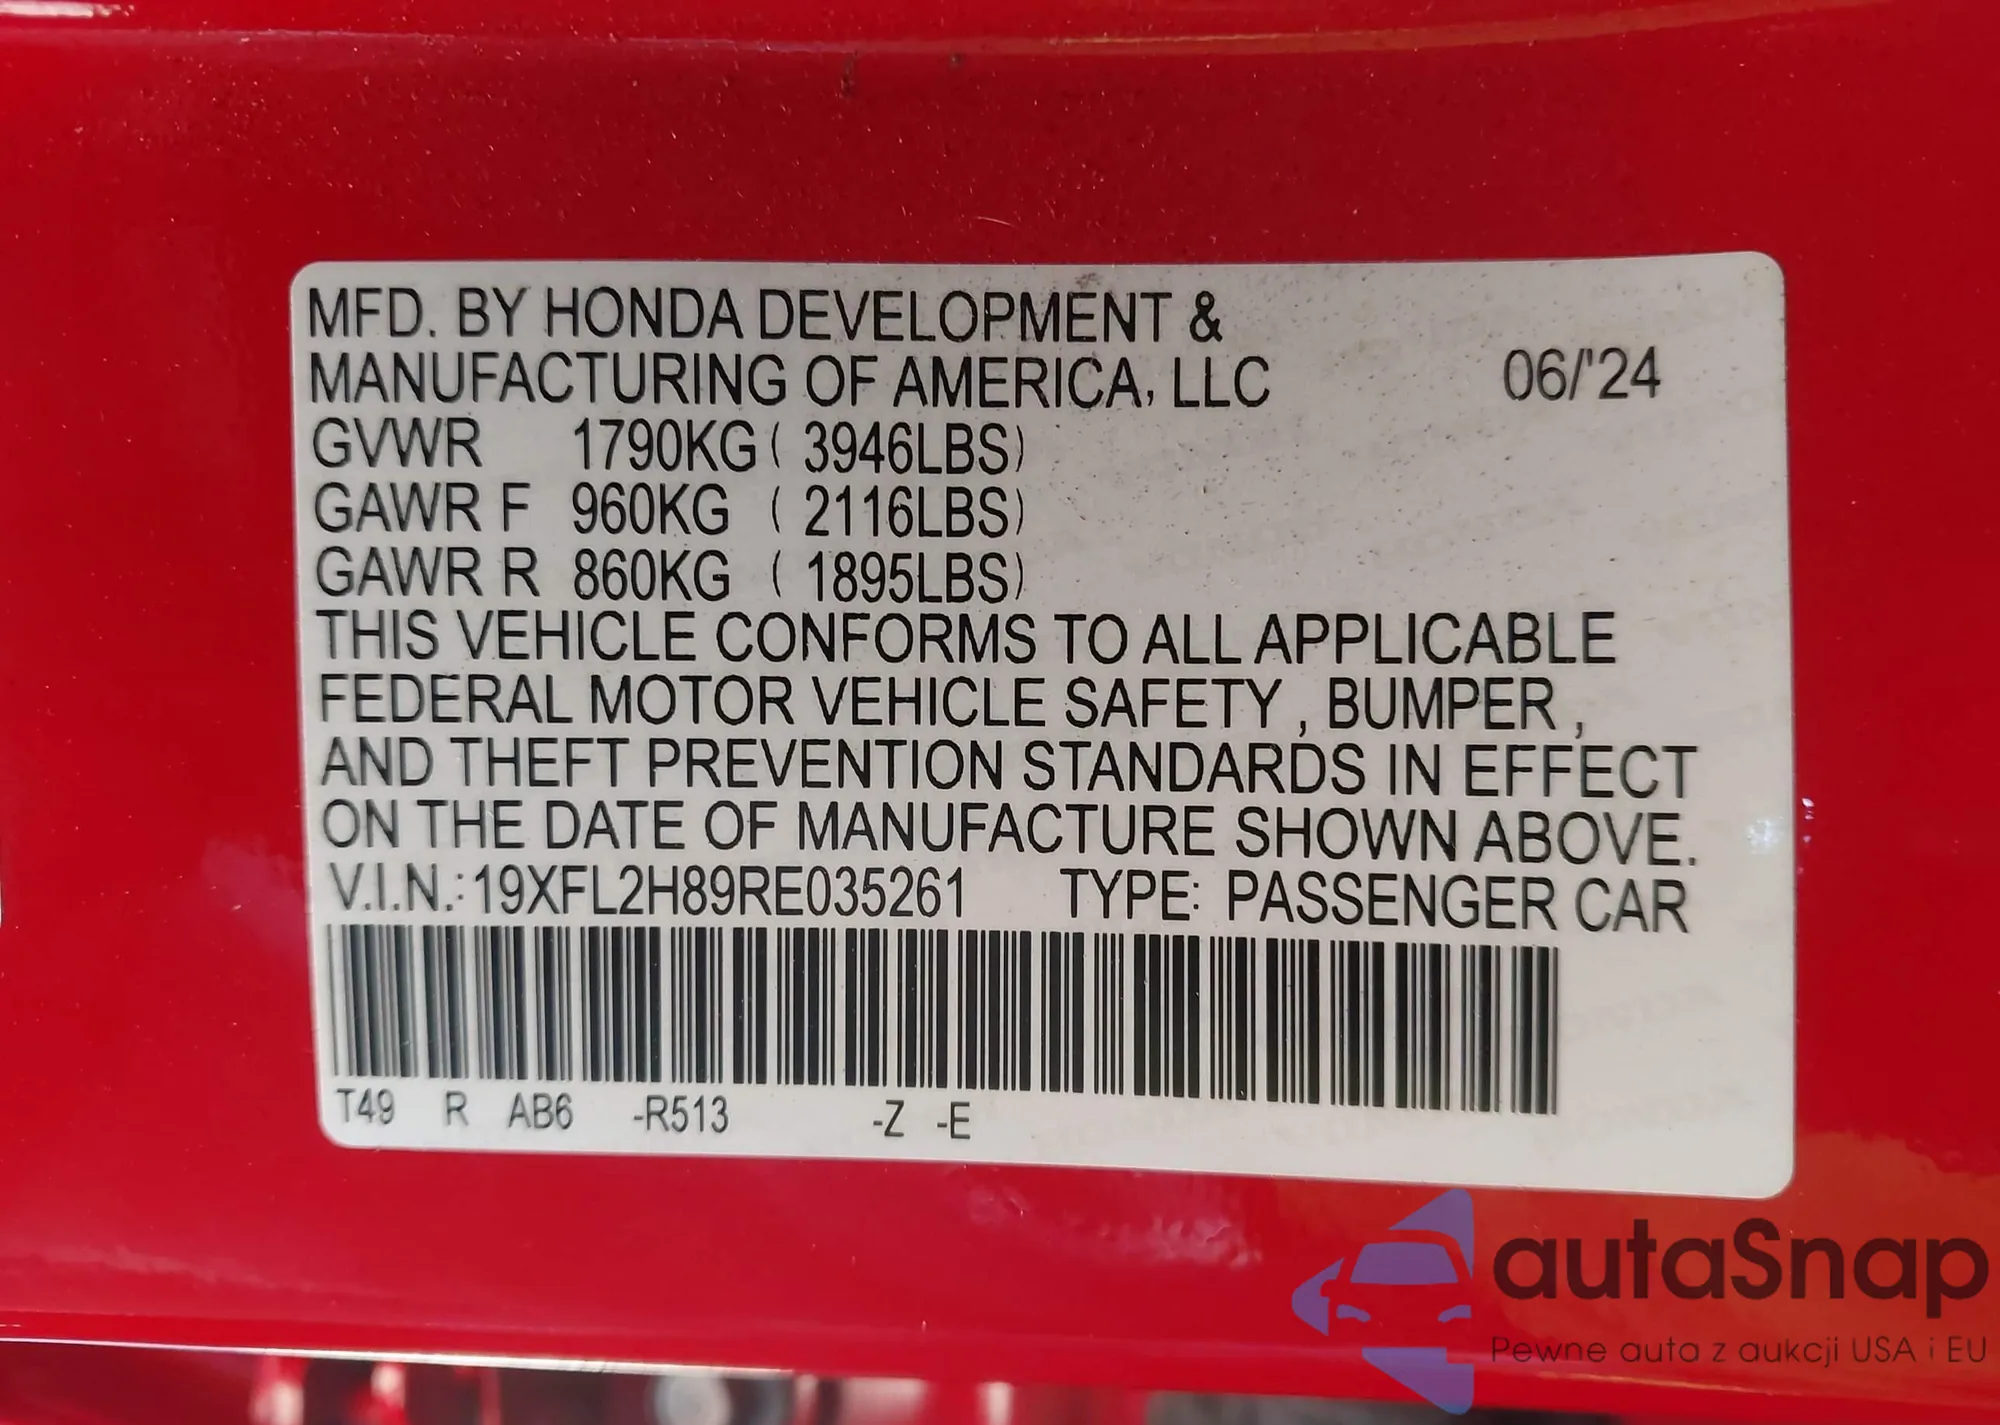 MFD. BY HONDA DEVELOPMENT &
MANUFACTURING OF AMERICA, LLC 06/'24
GVWR 1790KG ( 3946LBS)
GAWR F 960KG ( 2116LBS)
GAWR R 860KG ( 1895LBS)
THIS VEHICLE CONFORMS TO ALL APPLICABLE
FEDERAL MOTOR VEHICLE SAFETY , BUMPER ,
AND THEFT PREVENTION STANDARDS IN EFFECT
ON THE DATE OF MANUFACTURE SHOWN ABOVE.
V.I.N.: 19XFL2H89RE035261 TYPE: PASSENGER CAR
T49 R AB6 -R513 -Z -E
autaSnap
Pewne auta z aukcji USA i EU